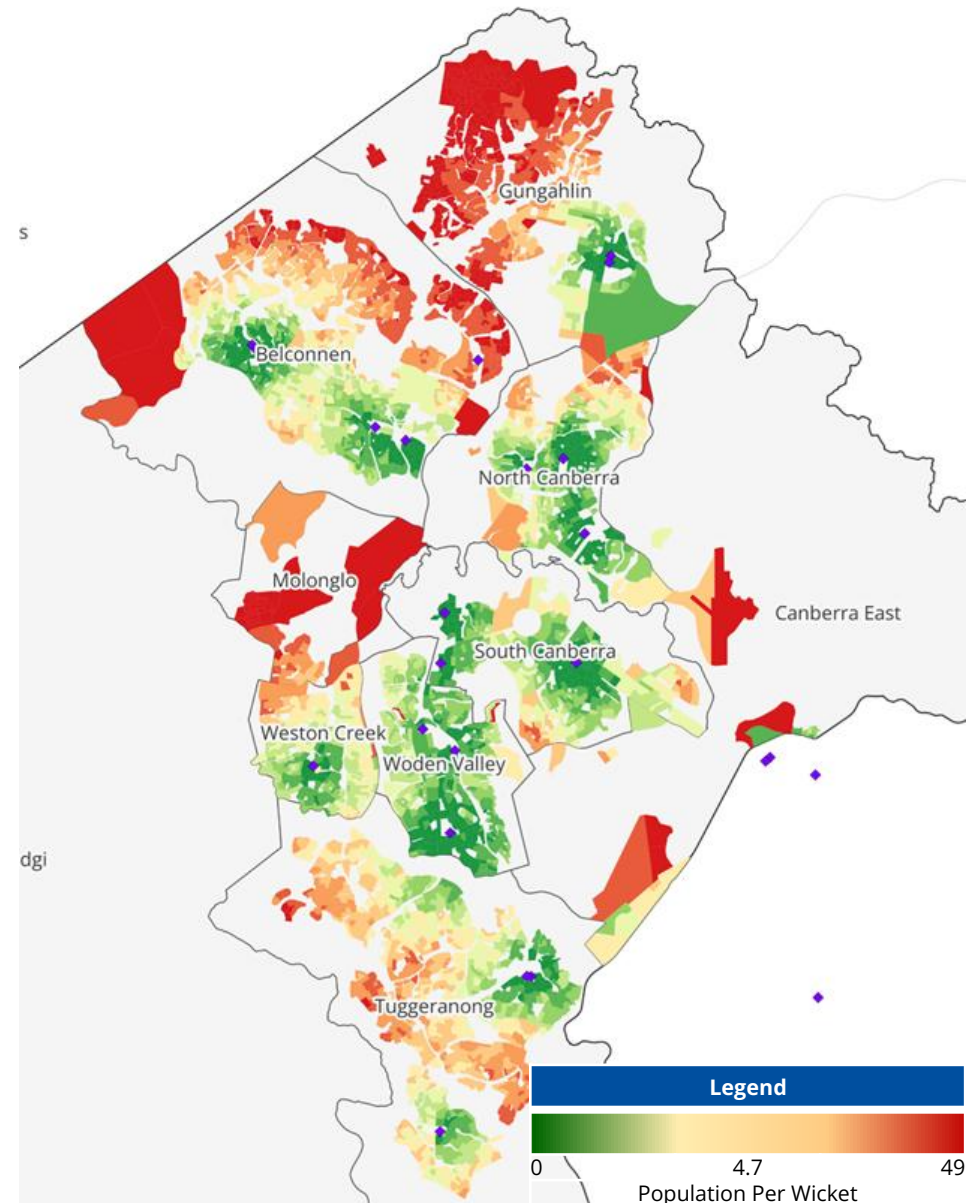 Gungahlin
s
Belconnen
North Canberra
Molonglo
Canberra East
South Canberra
Weston Creek
Woden Valley
dgi
Tuggeranong
Legend
0 4.7 49
Population Per Wicket